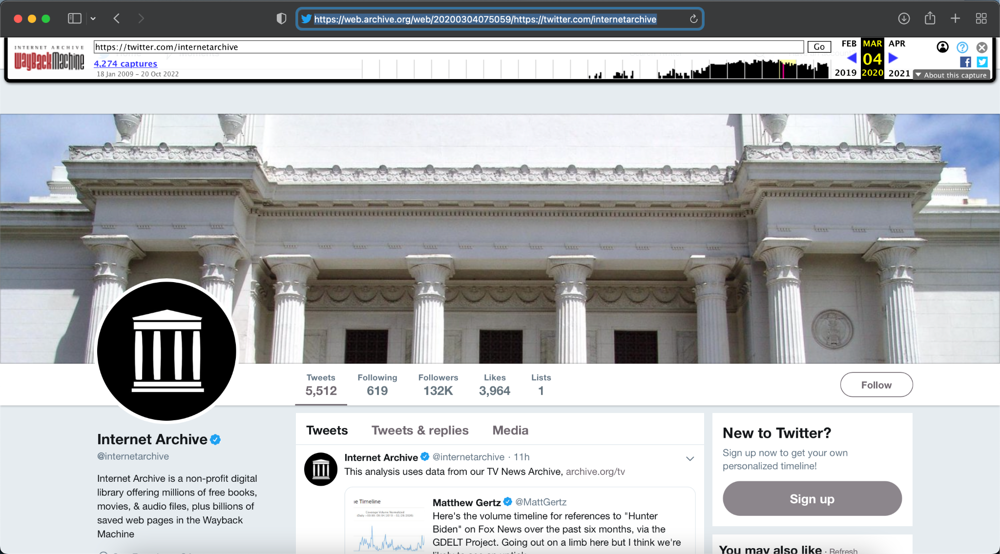 https://web.archive.org/web/20200304075059/https://twitter.com/internetarchive
INTERNET ARCHIVE
WayBackMachine
https://twitter.com/internetarchive
Go
FEB MAR APR
4,274 captures
04
18 Jan 2009 – 20 Oct 2022
2019 2020 2021
About this capture
Tweets
5,512
Following
619
Followers
132K
Likes
3,964
Lists
1
Follow
Internet Archive
@internetarchive
Internet Archive is a non-profit digital
library offering millions of free books,
movies, & audio files, plus billions of
saved web pages in the Wayback
Machine
Tweets Tweets & replies Media
Internet Archive @internetarchive · 11h
This analysis uses data from our TV News Archive, archive.org/tv
ne Timeline
Coverage Volume Normalized
Matthew Gertz @MattGertz
Here's the volume timeline for references to "Hunter
Biden" on Fox News over the past six months, via the
GDELT Project. Going out on a limb here but I think we're
New to Twitter?
Sign up now to get your own
personalized timeline!
Sign up
You may also like · Refresh